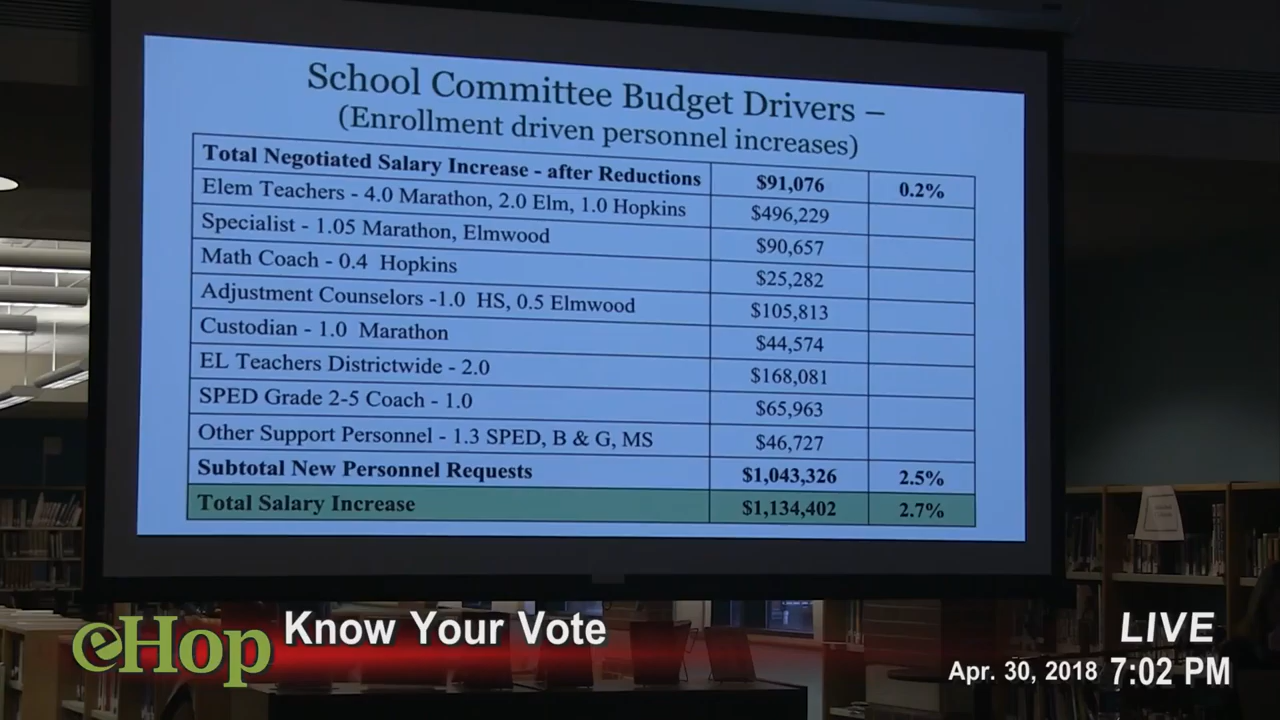 School Committee Budget Drivers –
(Enrollment driven personnel increases)
Total Negotiated Salary Increase - after Reductions $91,076 0.2%
Elem Teachers - 4.0 Marathon, 2.0 Elm, 1.0 Hopkins $496,229
Specialist - 1.05 Marathon, Elmwood $90,657
Math Coach - 0.4 Hopkins $25,282
Adjustment Counselors -1.0 HS, 0.5 Elmwood $105,813
Custodian - 1.0 Marathon $44,574
EL Teachers Districtwide - 2.0 $168,081
SPED Grade 2-5 Coach - 1.0 $65,963
Other Support Personnel - 1.3 SPED, B & G, MS $46,727
Subtotal New Personnel Requests $1,043,326 2.5%
Total Salary Increase $1,134,402 2.7%
eHop Know Your Vote
LIVE
Apr. 30, 2018 7:02 PM